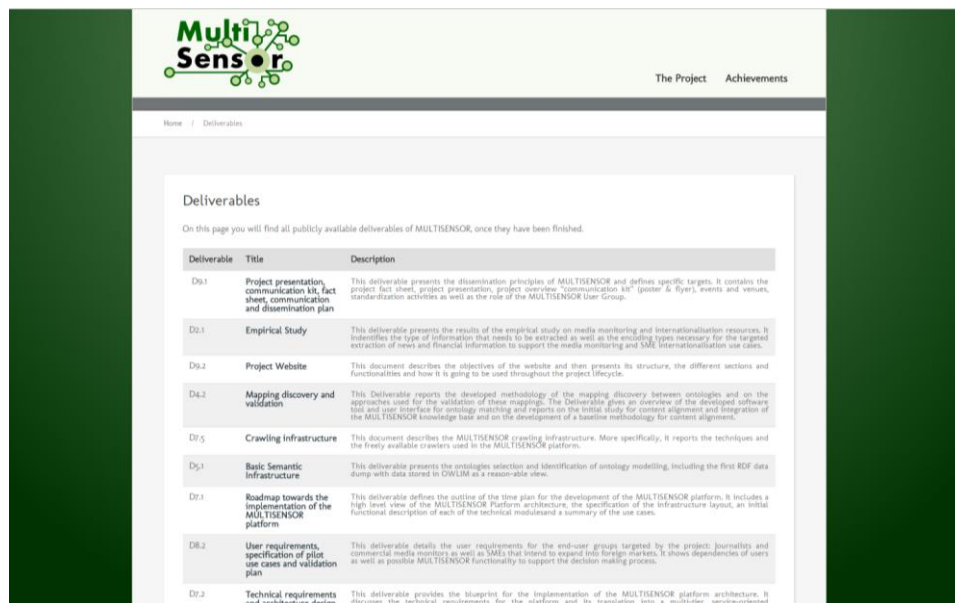 Multi
Sensor
The Project Achievements
Home / Deliverables
Deliverables
On this page you will find all publicly available deliverables of MULTISENSOR, once they have been finished.
Deliverable Title Description
D9.1
Project presentation,
communication kit, fact
sheet, communication
and dissemination plan
This deliverable presents the dissemination principles of MULTISENSOR and defines specific targets. It contains the
project fact sheet, project presentation, project overview "communication kit" (poster & flyer), events and venues,
standardization activities as well as the role of the MULTISENSOR User Group.
D2.1
Empirical Study
This deliverable presents the results of the empirical study on media monitoring and internationalisation resources. It
indentifies the type of information that needs to be extracted as well as the encoding types necessary for the targeted
extraction of news and financial information to support the media monitoring and SME internationalisation use cases.
D9.2
Project Website
This document describes the objectives of the website and then presents its structure, the different sections and
functionalities and how it is going to be used throughout the project lifecycle.
D4.2
Mapping discovery and
validation
This Deliverable reports the developed methodology of the mapping discovery between ontologies and on the
approaches used for the validation of these mappings. The Deliverable gives an overview of the developed software
tool and user interface for ontology matching and reports on the initial study for content alignment and integration of
the MULTISENSOR knowledge base and on the development of a baseline methodology for content alignment.
D7.5
Crawling Infrastructure
This document describes the MULTISENSOR crawling infrastructure. More specifically, it reports the techniques and
the freely available crawlers used in the MULTISENSOR platform.
D5.1
Basic Semantic
Infrastructure
This deliverable presents the ontologies selection and identification of ontology modelling, including the first RDF data
dump with data stored in OWLIM as a reason-able view.
D7.1
Roadmap towards the
implementation of the
MULTISENSOR
platform
This deliverable defines the outline of the time plan for the development of the MULTISENSOR platform. It includes a
high level view of the MULTISENSOR Platform architecture, the specification of the infrastructure layout, an initial
functional description of each of the technical modulesand a summary of the use cases.
D8.2
User requirements,
specification of pilot
use cases and validation
plan
This deliverable details the user requirements for the end-user groups targeted by the project: journalists and
commercial media monitors as well as SMEs that intend to expand into foreign markets. It shows dependencies of users
as well as possible MULTISENSOR functionality to support the decision making process.
D7.2
Technical requirements
and architecture design
This deliverable provides the blueprint for the implementation of the MULTISENSOR platform architecture. It
discusses the technical requirements for the platform and its translation into a multi-tier service-oriented